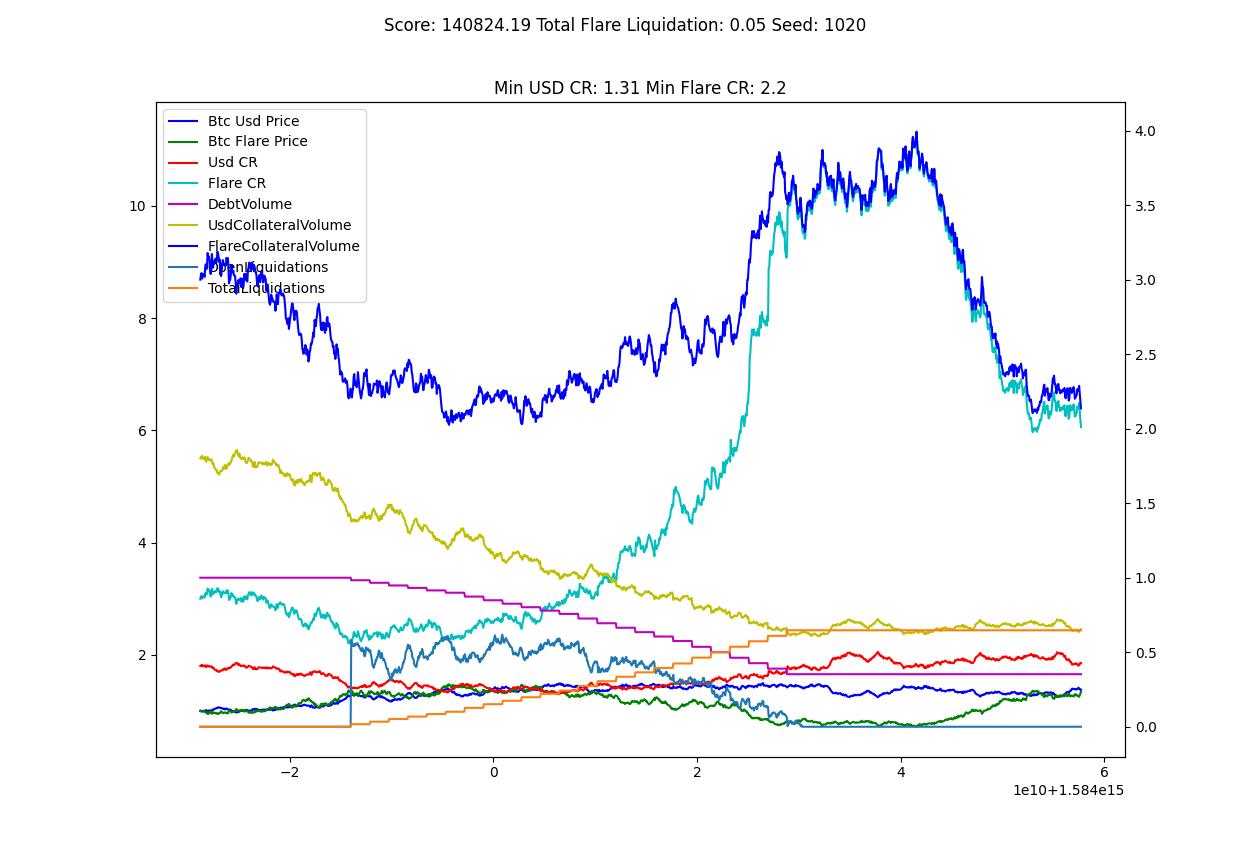 Score: 140824.19 Total Flare Liquidation: 0.05 Seed: 1020
Min USD CR: 1.31 Min Flare CR: 2.2
Btc Usd Price
Btc Flare Price
Usd CR
Flare CR
DebtVolume
UsdCollateralVolume
FlareCollateralVolume
OpenLiquidations
TotalLiquidations
10
8
6
4
2
4.0
3.5
3.0
2.5
2.0
1.5
1.0
0.5
0.0
−2 0 2 4 6
1e10+1.584e15